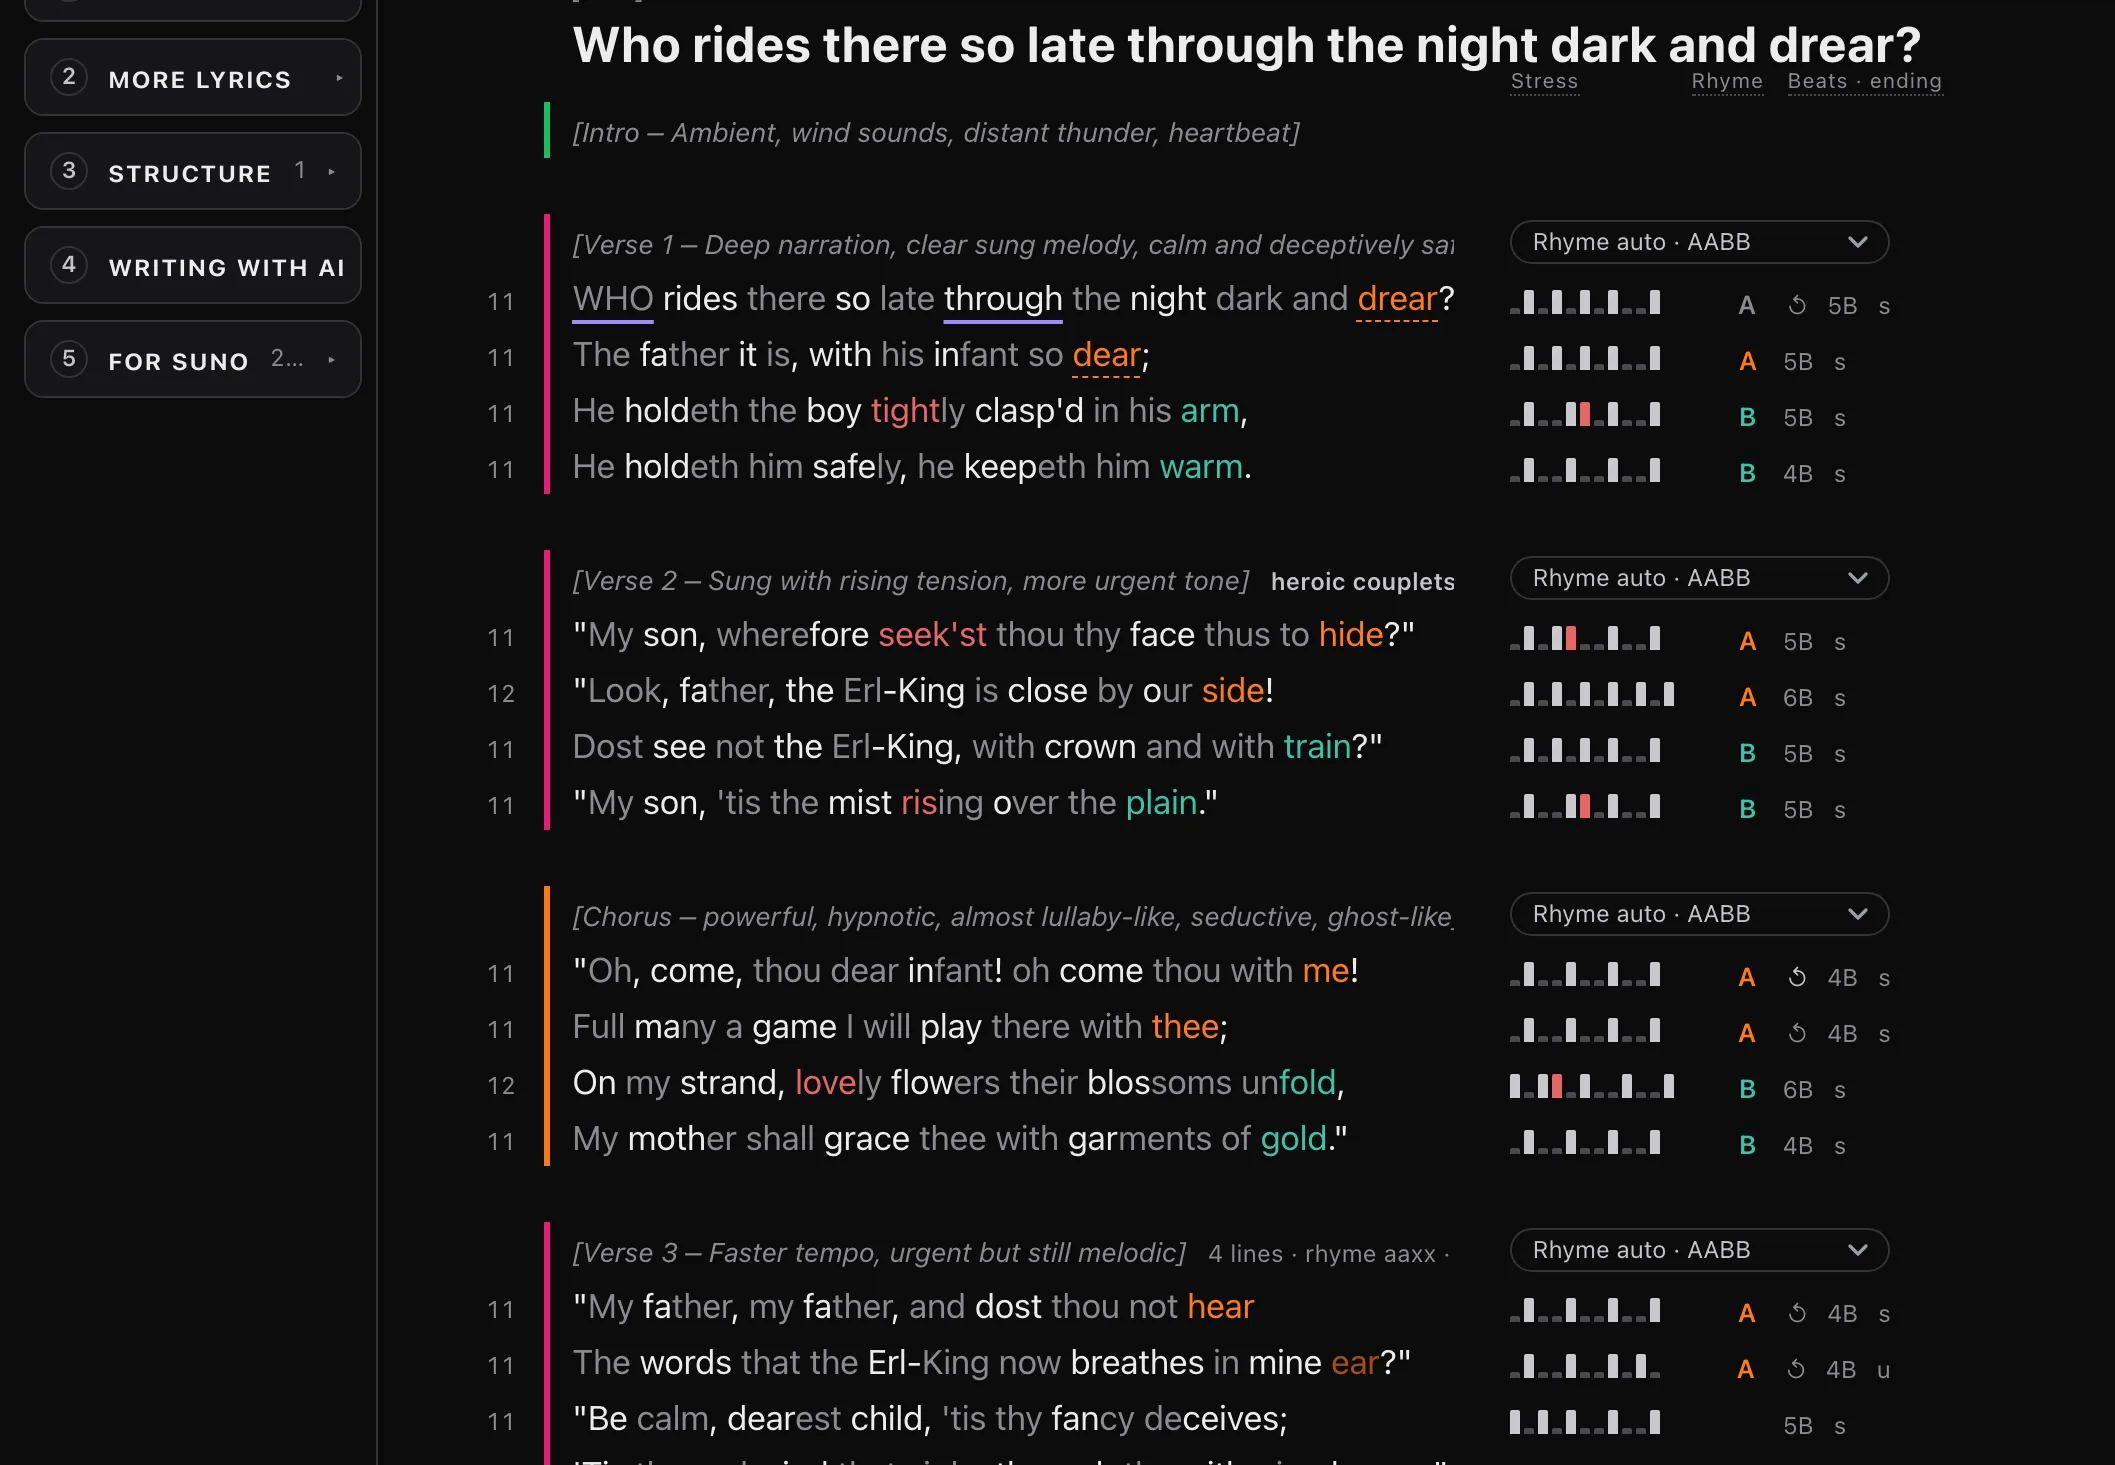 2 MORE LYRICS
3 STRUCTURE 1
4 WRITING WITH AI
5 FOR SUNO 2...
Who rides there so late through the night dark and drear?
Stress Rhyme Beats · ending
[Intro – Ambient, wind sounds, distant thunder, heartbeat]
[Verse 1 – Deep narration, clear sung melody, calm and deceptively Rhyme auto · AABB
11 WHO rides there so late through the night dark and drear? A 5B s
11 The father it is, with his infant so dear; A 5B s
11 He holdeth the boy tightly clasp'd in his arm, B 5B s
11 He holdeth him safely, he keepeth him warm. B 4B s
[Verse 2 – Sung with rising tension, more urgent tone] heroic couplets Rhyme auto · AABB
11 "My son, wherefore seek'st thou thy face thus to hide?" A 5B s
12 "Look, father, the Erl-King is close by our side! A 6B s
11 Dost see not the Erl-King, with crown and with train?" B 5B s
11 "My son, 'tis the mist rising over the plain." B 5B s
[Chorus – powerful, hypnotic, almost lullaby-like, seductive, ghost-like Rhyme auto · AABB
11 "Oh, come, thou dear infant! oh come thou with me! A 4B s
11 Full many a game I will play there with thee; A 4B s
12 On my strand, lovely flowers their blossoms unfold, B 6B s
11 My mother shall grace thee with garments of gold." B 4B s
[Verse 3 – Faster tempo, urgent but still melodic] 4 lines · rhyme aaxx · Rhyme auto · AABB
11 "My father, my father, and dost thou not hear A 4B s
11 The words that the Erl-King now breathes in mine ear?" A 4B u
11 "Be calm, dearest child, 'tis thy fancy deceives; 5B s